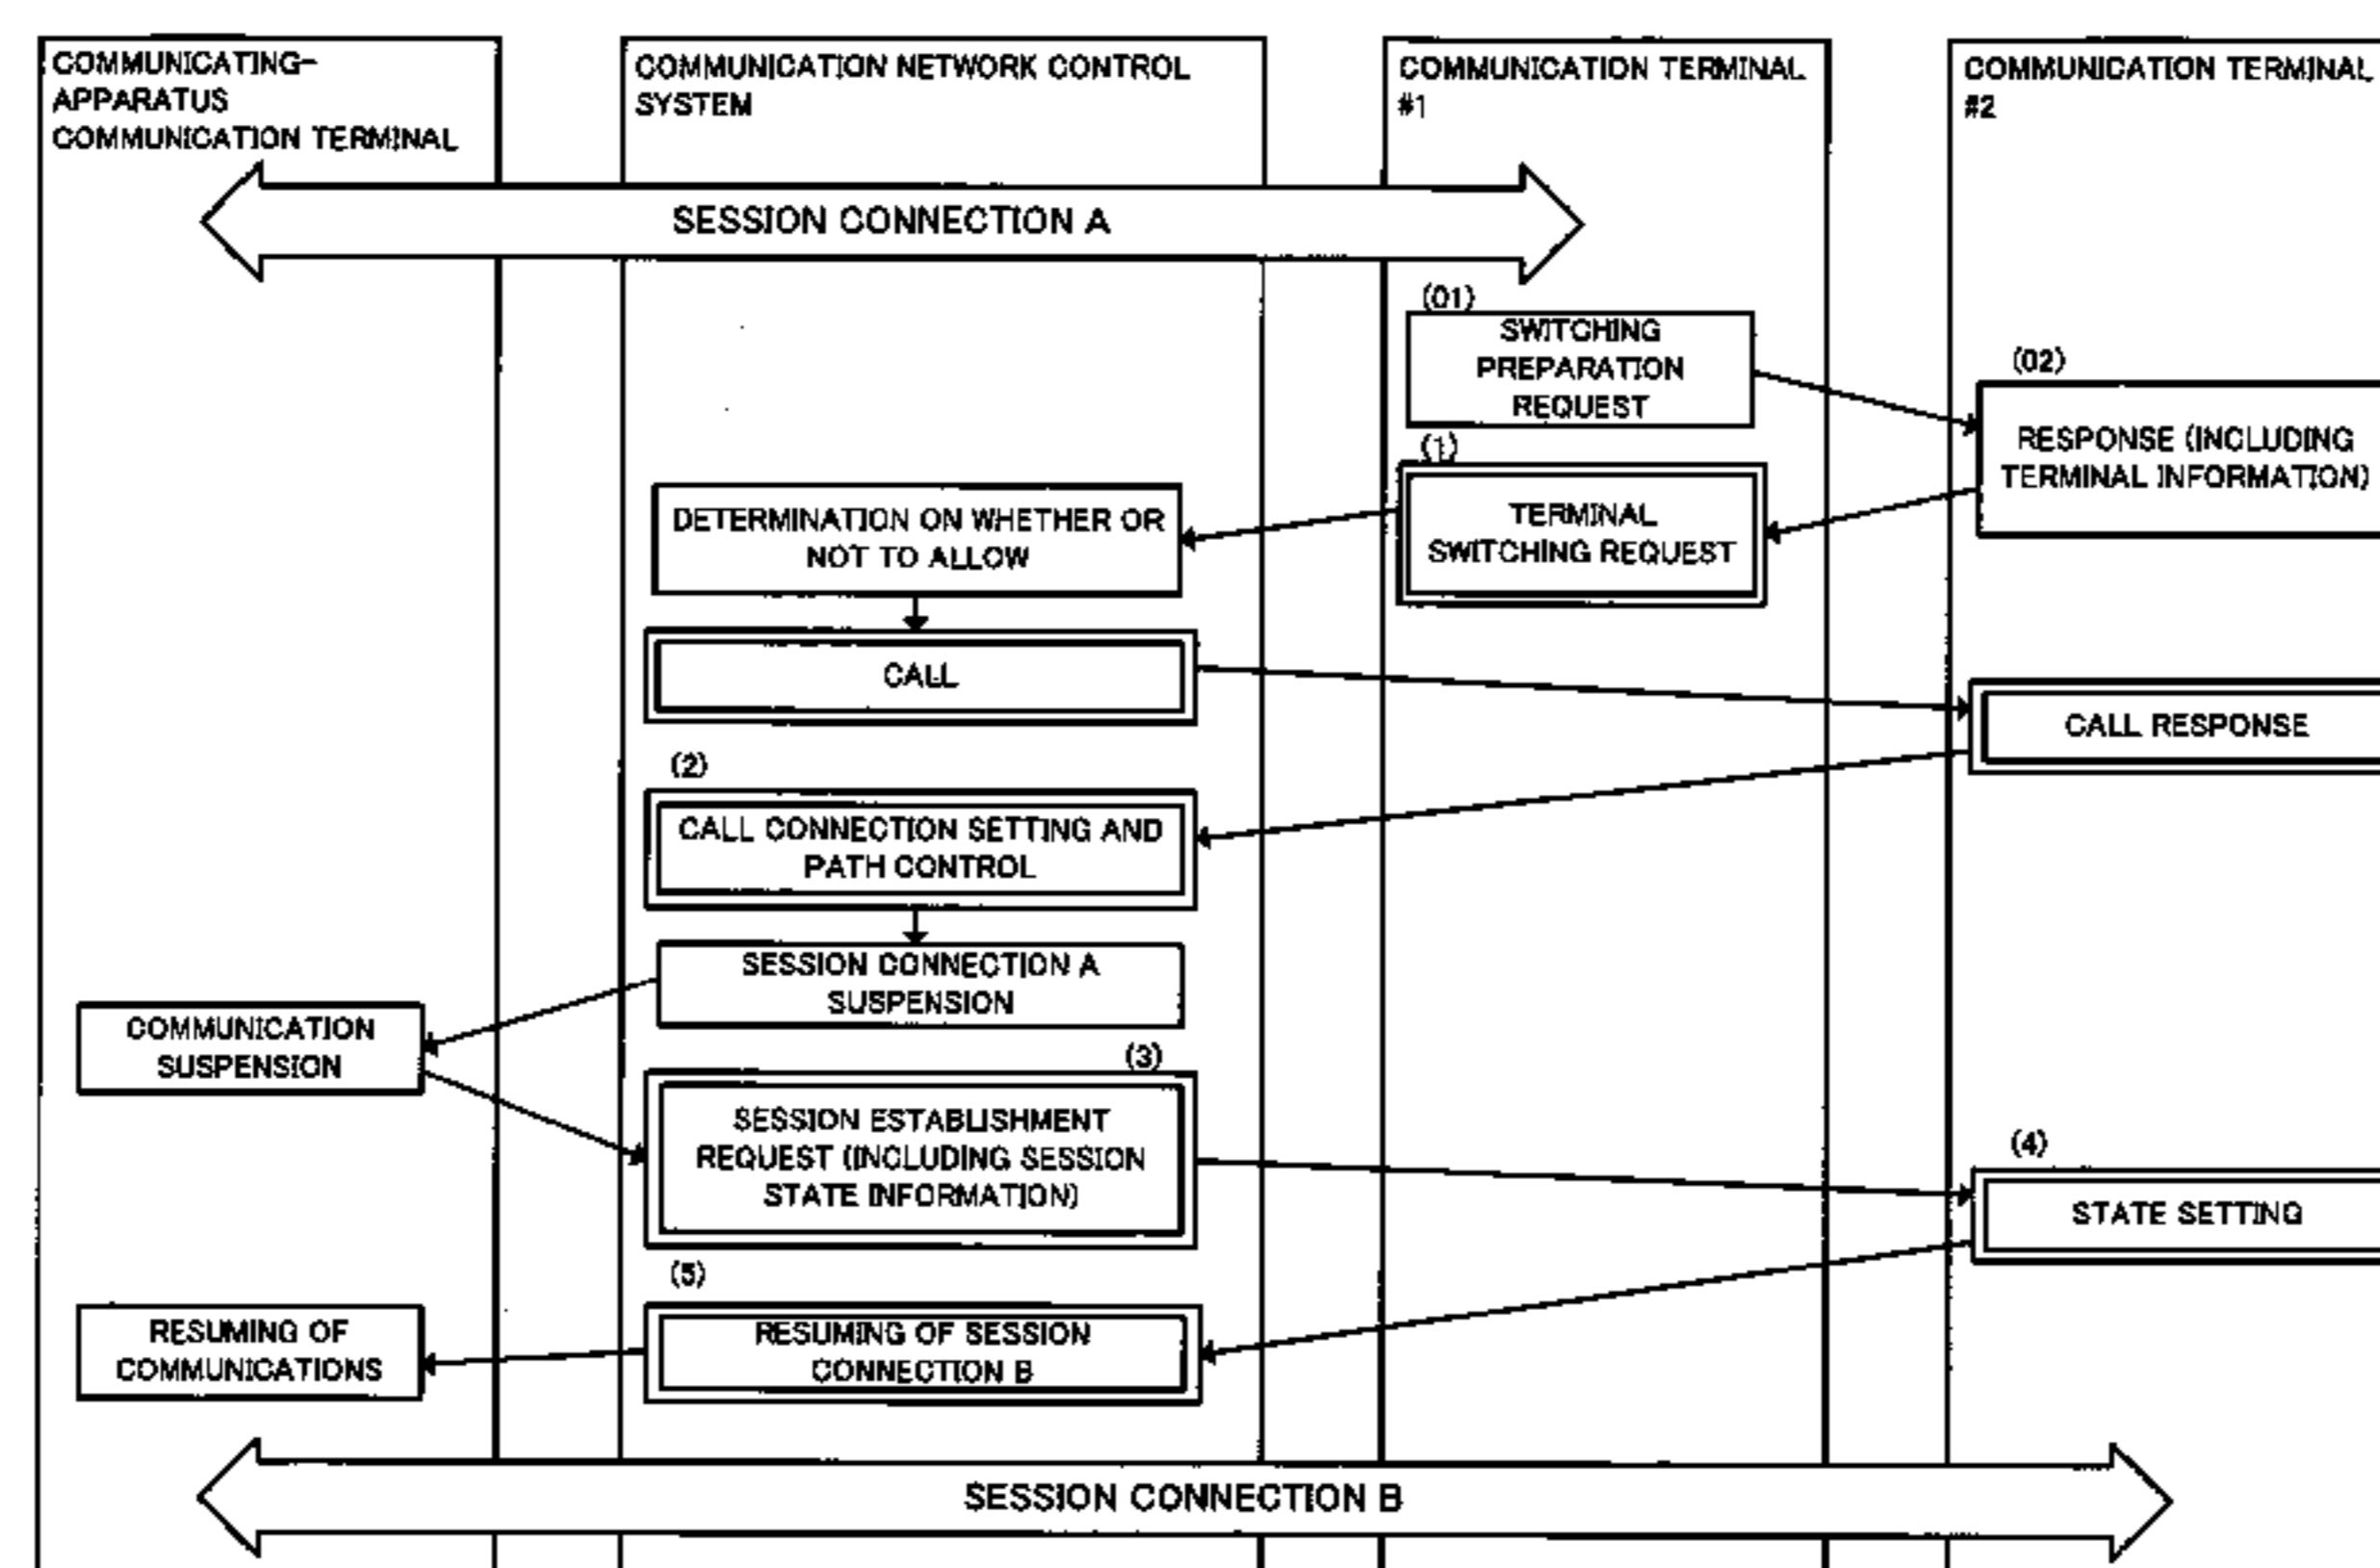 COMMUNICATING-
APPARATUS
COMMUNICATION TERMINAL
COMMUNICATION NETWORK CONTROL
SYSTEM
COMMUNICATION TERMINAL
#1
COMMUNICATION TERMINAL
#2
SESSION CONNECTION A
(01)
SWITCHING
PREPARATION
REQUEST
(02)
RESPONSE (INCLUDING
TERMINAL INFORMATION)
(1)
TERMINAL
SWITCHING REQUEST
DETERMINATION ON WHETHER OR
NOT TO ALLOW
CALL
CALL RESPONSE
(2)
CALL CONNECTION SETTING AND
PATH CONTROL
SESSION CONNECTION A
SUSPENSION
COMMUNICATION
SUSPENSION
(3)
SESSION ESTABLISHMENT
REQUEST (INCLUDING SESSION
STATE INFORMATION)
(4)
STATE SETTING
(5)
RESUMING OF SESSION
CONNECTION B
RESUMING OF
COMMUNICATIONS
SESSION CONNECTION B